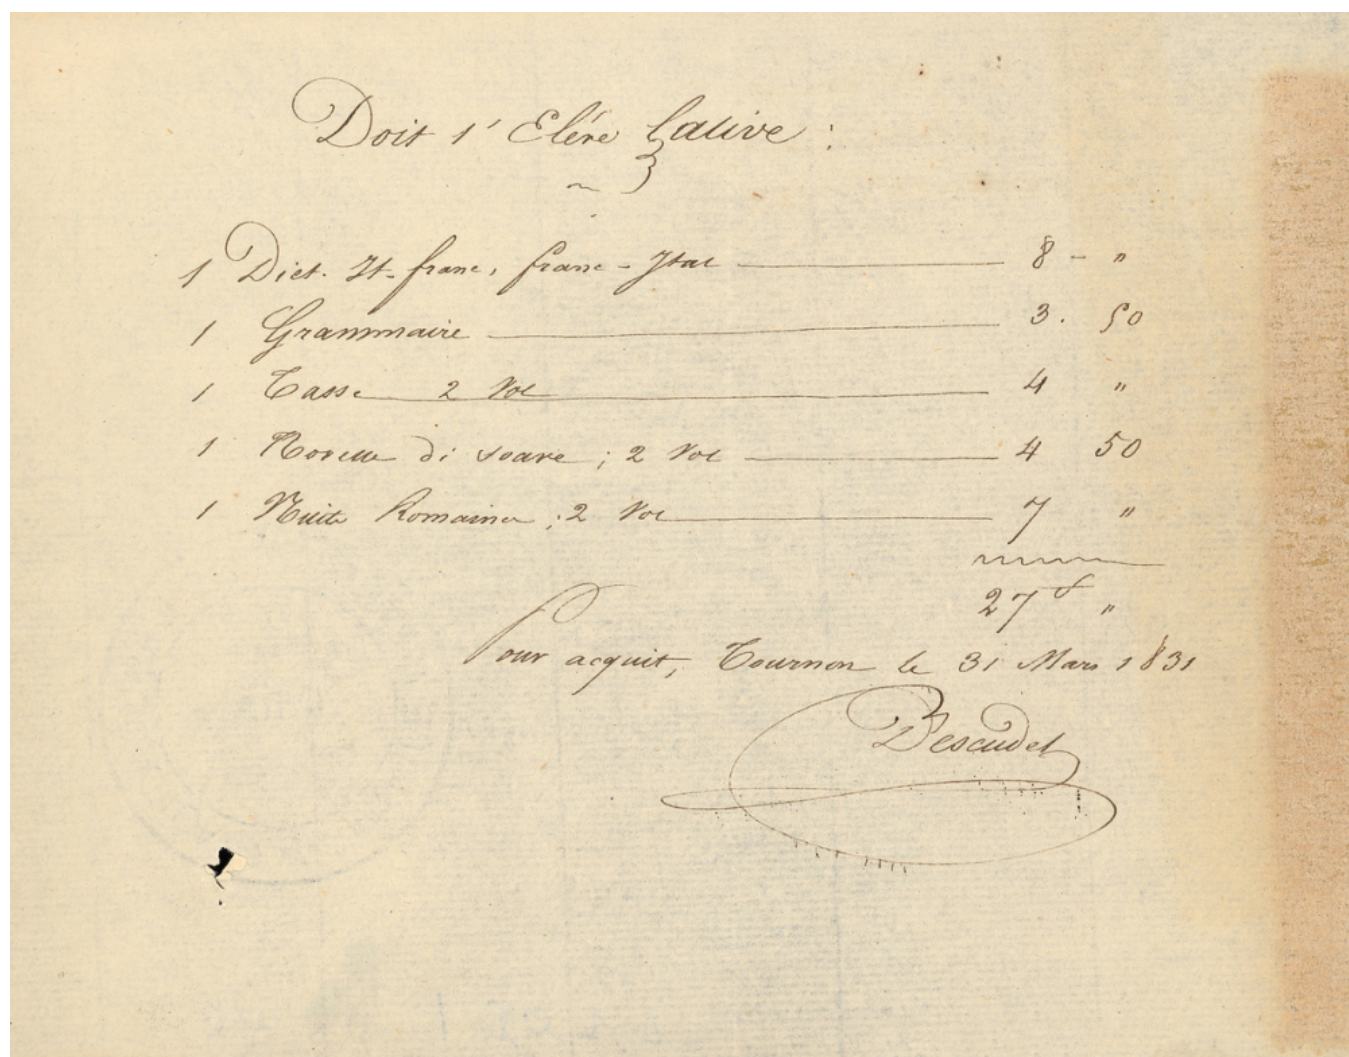 Doit l' Elève Lalive :
1 Dict. It-franc, franc-Ital 8 - "
1 Grammaire 3. 50
1 Tasse 2 Vol 4 "
1 Novelle di Soave ; 2 Vol 4 50
1 Nuits Romaines ; 2 Vol 7 "
27 f "
Pour acquit, Tournon le 31 Mars 1831
Descudet